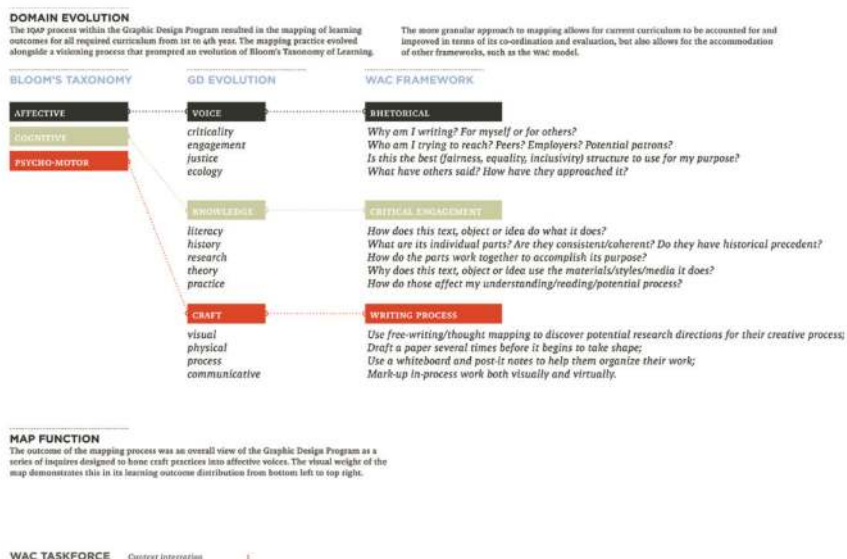 DOMAIN EVOLUTION
The IQAP process within the Graphic Design Program resulted in the mapping of learning
outcomes for all required curriculum from 1st to 4th year. The mapping practice evolved
alongside a visioning process that prompted an evolution of Bloom's Taxonomy of Learning.
The more granular approach to mapping allows for current curriculum to be accounted for and
improved in terms of its co-ordination and evaluation, but also allows for the accommodation
of other frameworks, such as the WAC model.
BLOOM'S TAXONOMY
GD EVOLUTION
WAC FRAMEWORK
AFFECTIVE
COGNITIVE
PSYCHO-MOTOR
VOICE
criticality
engagement
justice
ecology
RHETORICAL
Why am I writing? For myself or for others?
Who am I trying to reach? Peers? Employers? Potential patrons?
Is this the best (fairness, equality, inclusivity) structure to use for my purpose?
What have others said? How have they approached it?
KNOWLEDGE
literacy
history
research
theory
practice
CRITICAL ENGAGEMENT
How does this text, object or idea do what it does?
What are its individual parts? Are they consistent/coherent? Do they have historical precedent?
How do the parts work together to accomplish its purpose?
Why does this text, object or idea use the materials/styles/media it does?
How do those affect my understanding/reading/potential process?
CRAFT
visual
physical
process
communicative
WRITING PROCESS
Use free-writing/thought mapping to discover potential research directions for their creative process;
Draft a paper several times before it begins to take shape;
Use a whiteboard and post-it notes to help them organize their work;
Mark-up in-process work both visually and virtually.
MAP FUNCTION
The outcome of the mapping process was an overall view of the Graphic Design Program as a
series of inquires designed to hone craft practices into affective voices. The visual weight of the
map demonstrates this in its learning outcome distribution from bottom left to top right.
WAC TASKFORCE
Context